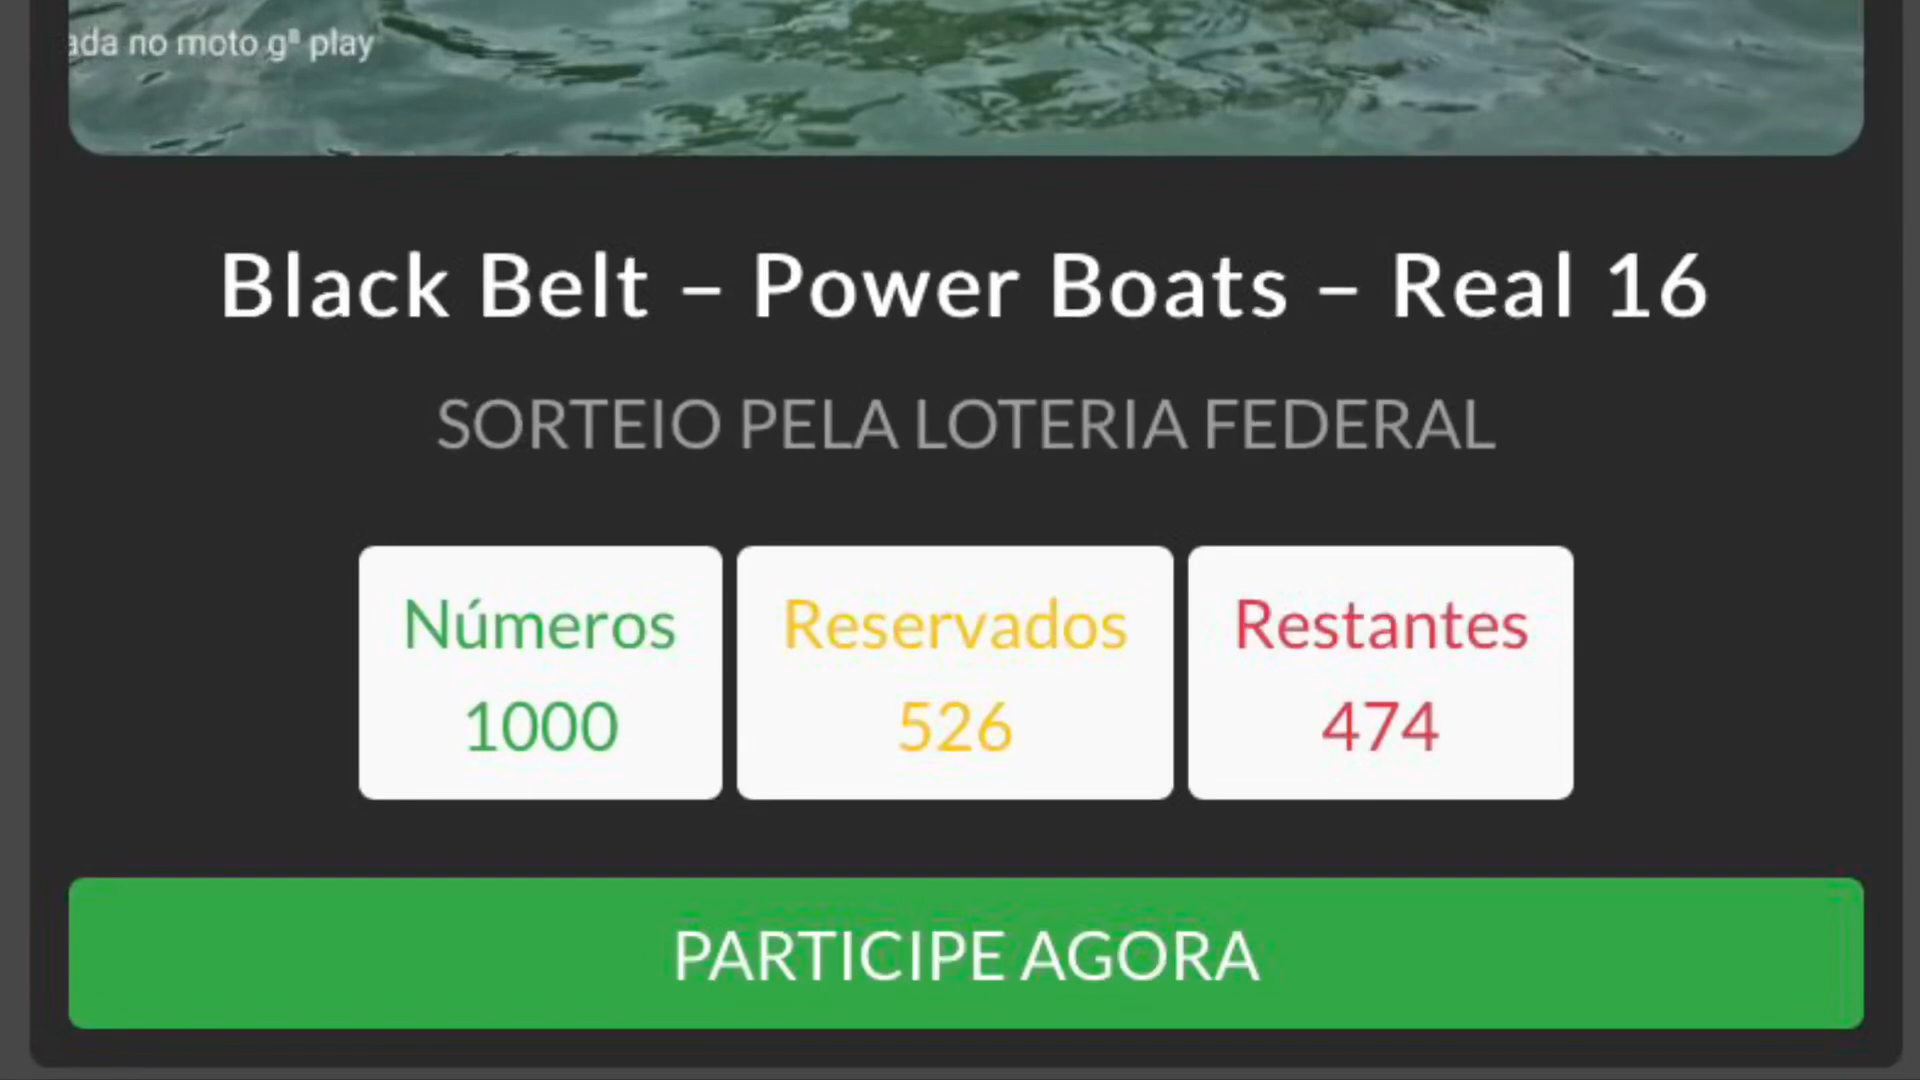 ada no moto g⁸ play
Black Belt – Power Boats – Real 16
SORTEIO PELA LOTERIA FEDERAL
Números Reservados Restantes
1000 526 474
PARTICIPE AGORA